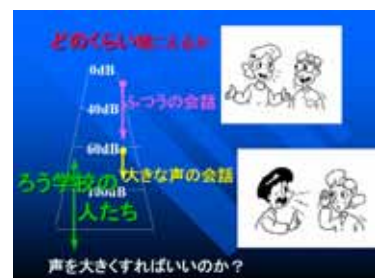 どのくらい聴こえるか
0dB
40dB
ふつうの会話
60dB
大きな声の会話
ろう学校の
100dB
人たち
声を大きくすればいいのか？